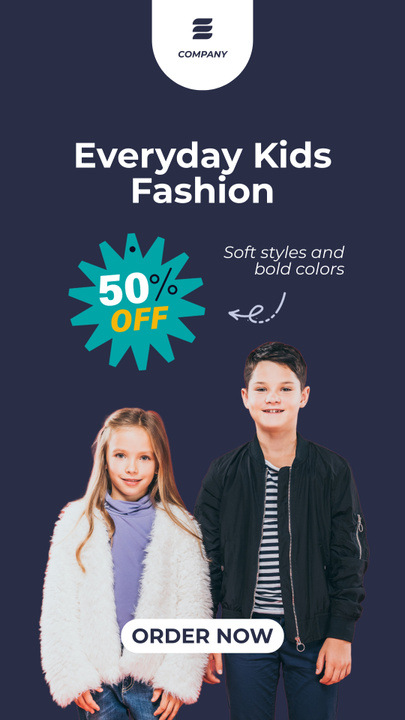 COMPANY
Everyday Kids
Fashion
Soft styles and
bold colors
50%
OFF
ORDER NOW